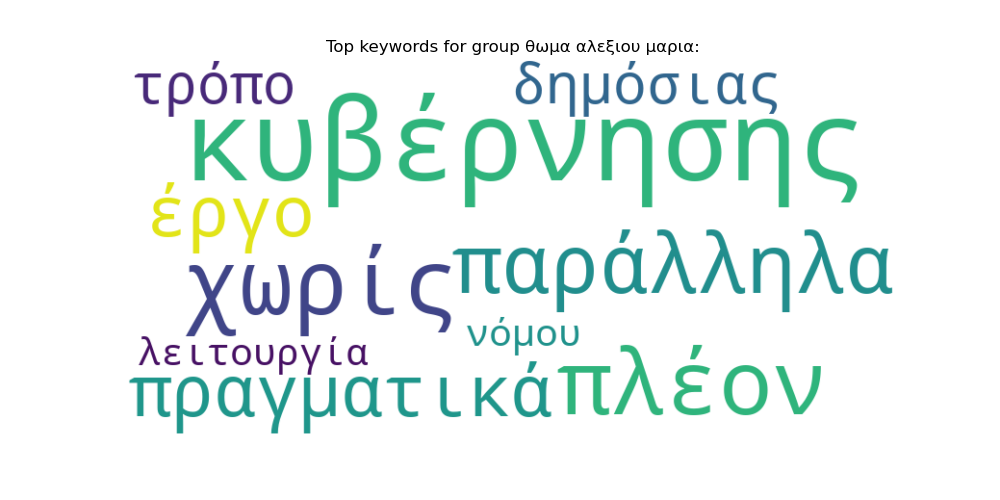 Top keywords for group θωμα αλεξιου μαρια:
τρόπο δημόσιας
κυβέρνησης
έργο
παράλληλα
χωρίς
νόμου
λειτουργία
πραγματικά πλέον